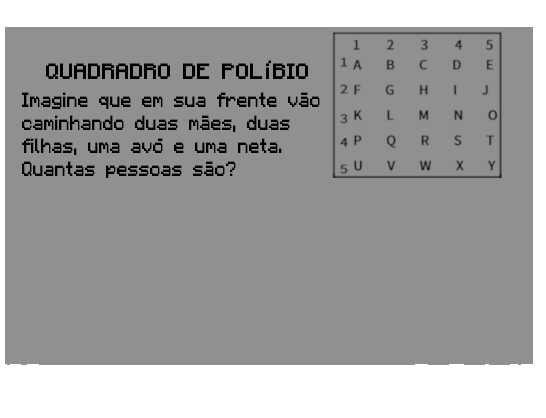 QUADRADRO DE POLÍBIO
Imagine que em sua frente vão
caminhando duas mães, duas
filhas, uma avó e uma neta.
Quantas pessoas são?
1 2 3 4 5
1 A B C D E
2 F G H I J
3 K L M N O
4 P Q R S T
5 U V W X Y